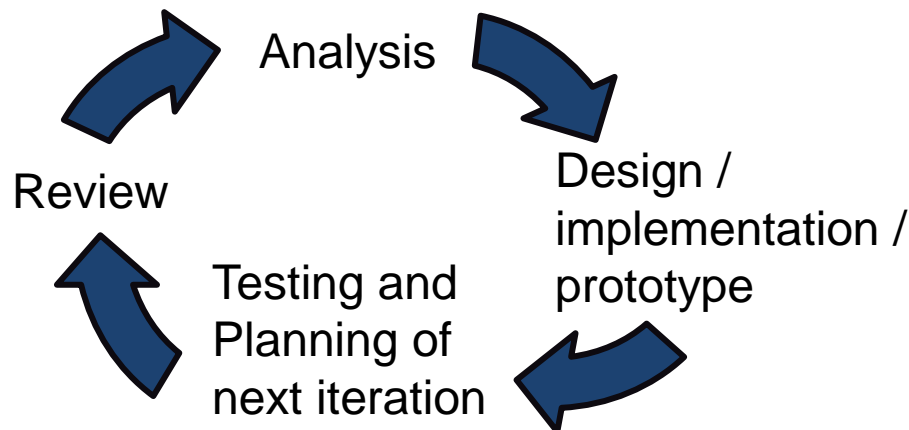 Analysis
Design /
implementation /
prototype
Testing and
Planning of
next iteration
Review